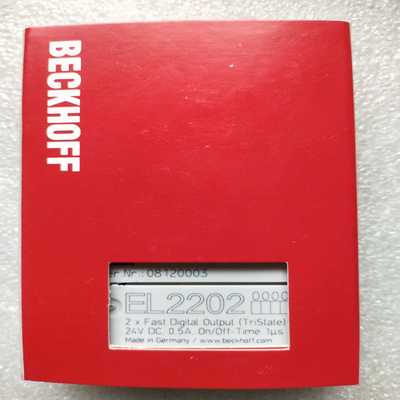 BECKHOFF
er Nr.: 08120003
EL2202
2 x Fast Digital Output (TriState)
24V DC, 0.5A, On/Off-Time 1µs
Made in Germany / www.beckhoff.com